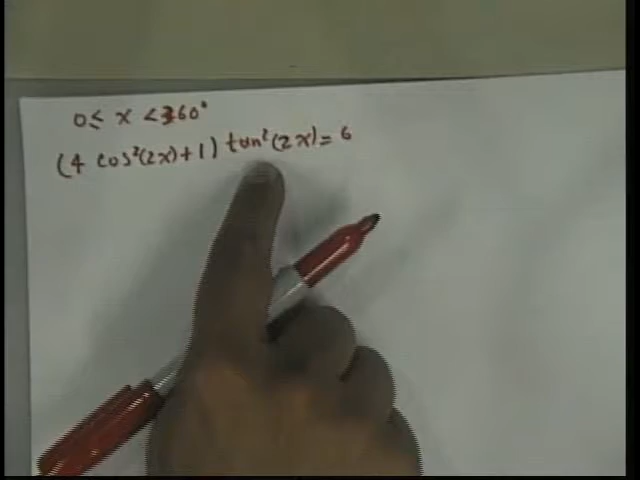 0≤ x <360°
(4 cos²(2x)+1) tan²(2x)= 6